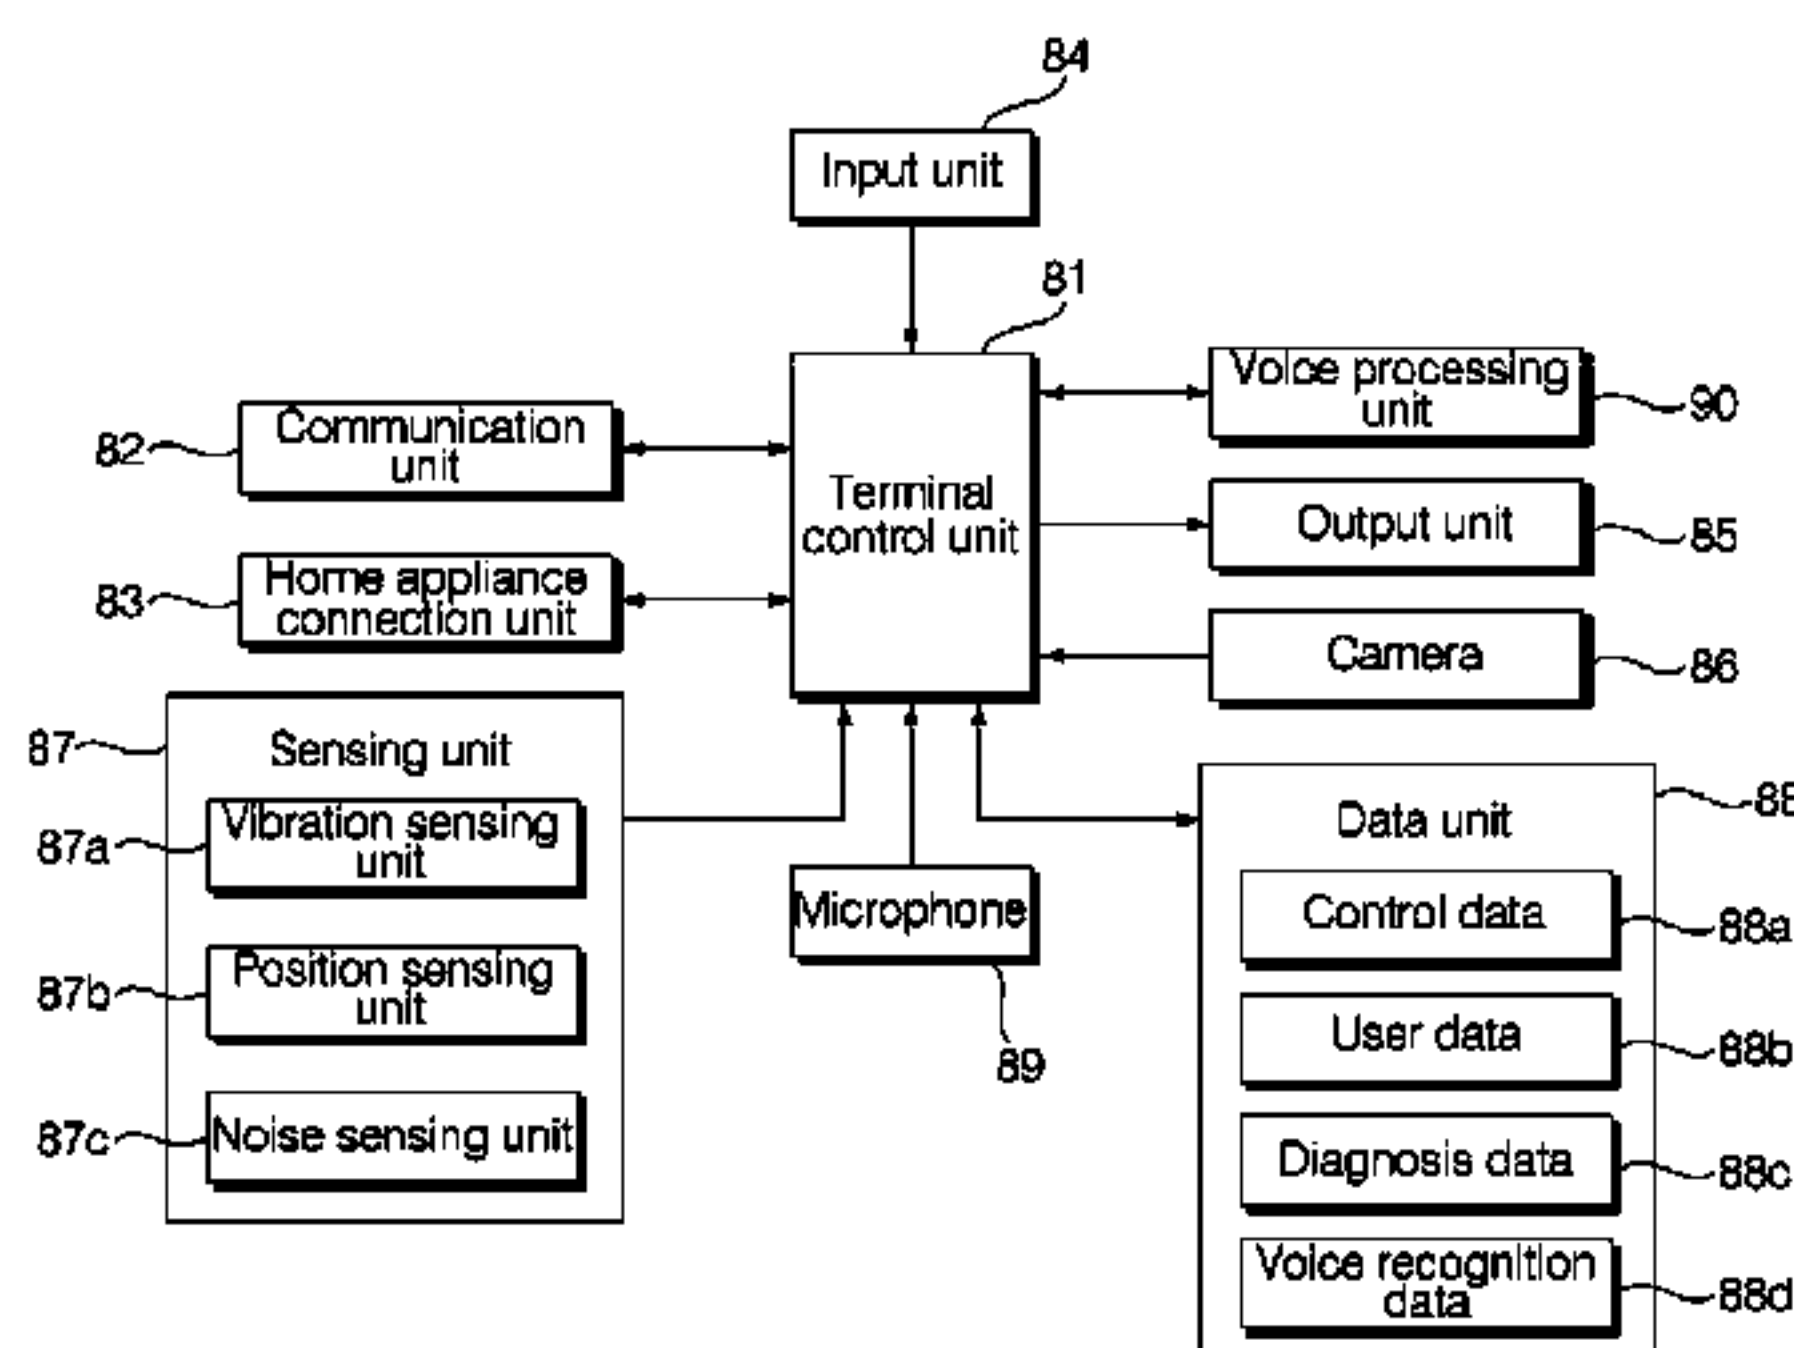 84
Input unit
81
Voice processing
unit
90
Communication
unit
82
Terminal
control unit
Output unit
85
Home appliance
connection unit
83
Camera
86
87
Sensing unit
Vibration sensing
unit
87a
Position sensing
unit
87b
Noise sensing unit
87c
Microphone
89
Data unit
88
Control data
88a
User data
88b
Diagnosis data
88c
Voice recognition
data
88d